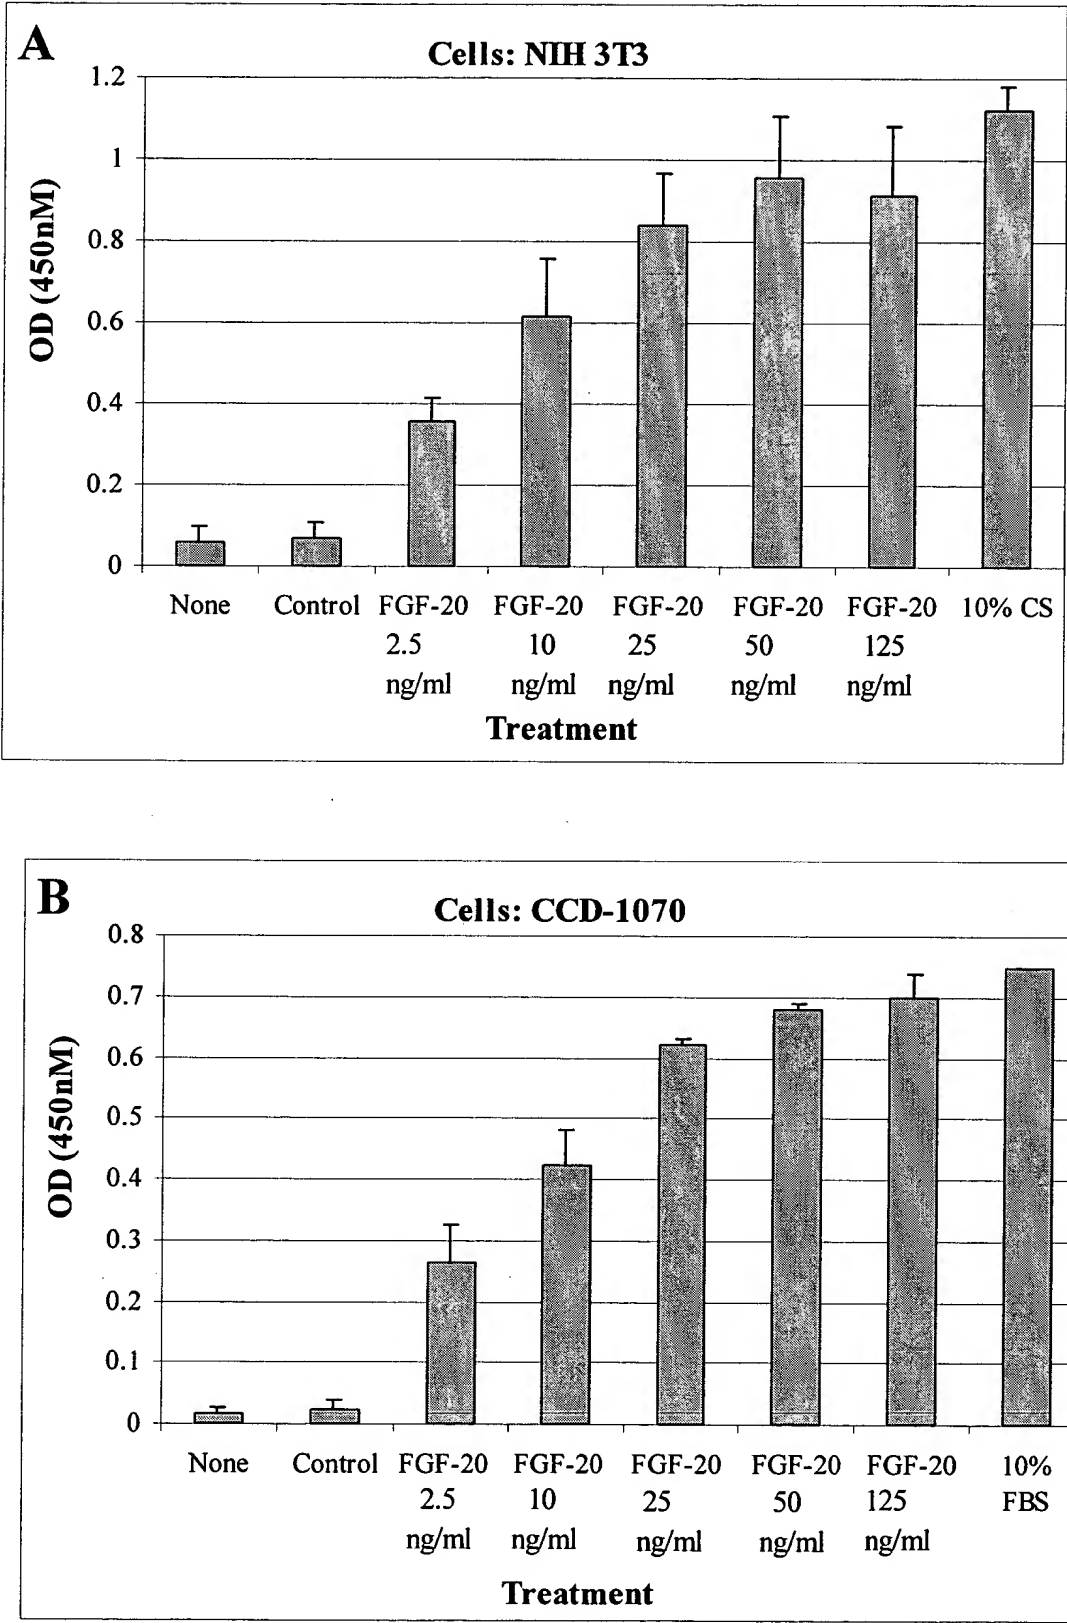 A
Cells: NIH 3T3
1.2
1
0.8
0.6
0.4
0.2
0
OD (450nM)
None Control FGF-20 FGF-20 FGF-20 FGF-20 FGF-20 10% CS
2.5 10 25 50 125
ng/ml ng/ml ng/ml ng/ml ng/ml
Treatment
B
Cells: CCD-1070
0.8
0.7
0.6
0.5
0.4
0.3
0.2
0.1
0
OD (450nM)
None Control FGF-20 FGF-20 FGF-20 FGF-20 FGF-20 10%
2.5 10 25 50 125 FBS
ng/ml ng/ml ng/ml ng/ml ng/ml
Treatment